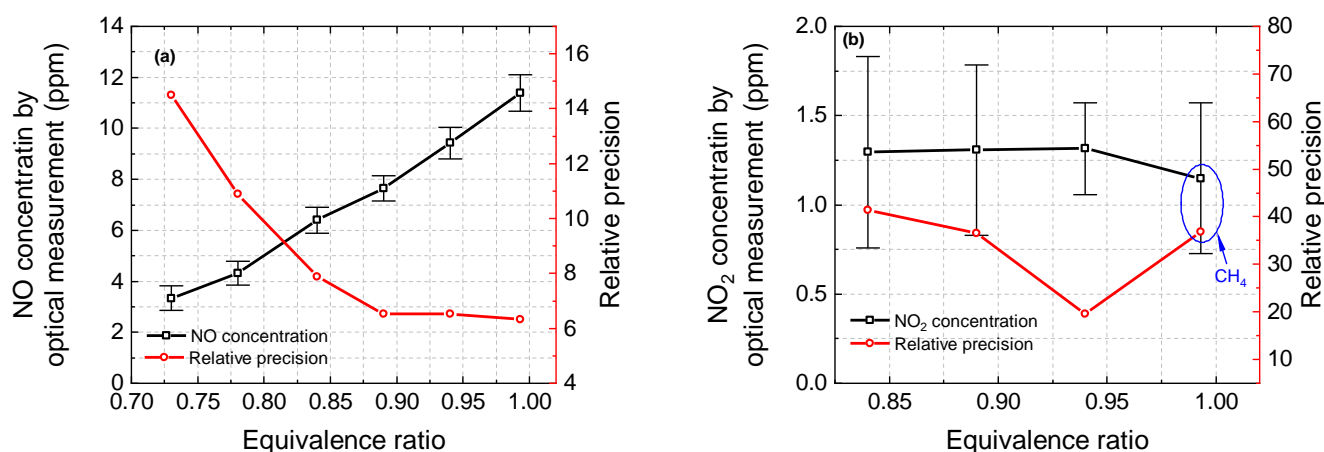 (a)
14
12
10
8
6
4
2
0
NO concentratin by
optical measurement (ppm)
16
14
12
10
8
6
4
Relative precision
NO concentration
Relative precision
0.70 0.75 0.80 0.85 0.90 0.95 1.00
Equivalence ratio
(b)
2.0
1.5
1.0
0.5
0.0
NO₂ concentration by
optical measurement (ppm)
80
70
60
50
40
30
20
10
Relative precision
CH₄
NO₂ concentration
Relative precision
0.85 0.90 0.95 1.00
Equivalence ratio